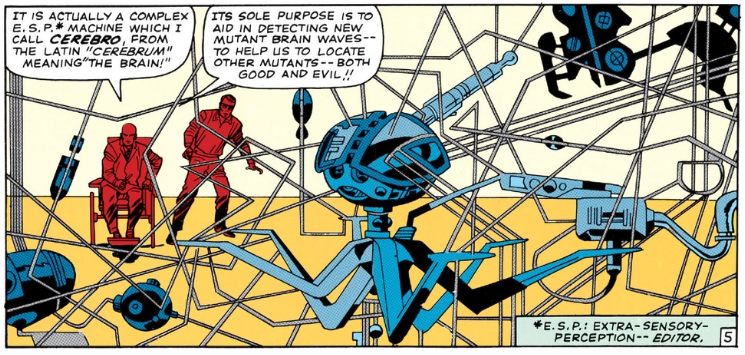 IT IS ACTUALLY A COMPLEX
E.S.P.* MACHINE WHICH I
CALL CEREBRO, FROM
THE LATIN "CEREBRUM"
MEANING "THE BRAIN!"
ITS SOLE PURPOSE IS TO
AID IN DETECTING NEW
MUTANT BRAIN WAVES--
TO HELP US TO LOCATE
OTHER MUTANTS--BOTH
GOOD AND EVIL!!
*E.S.P.: EXTRA-SENSORY-
PERCEPTION-- EDITOR.
5